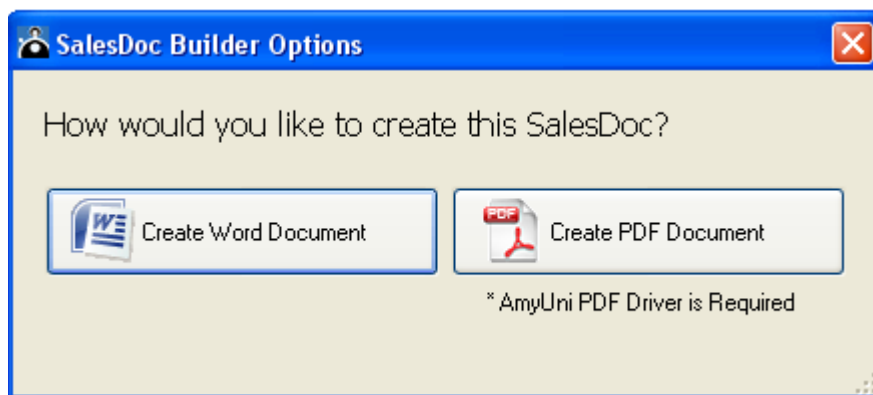 SalesDoc Builder Options
How would you like to create this SalesDoc?
W
Create Word Document
PDF
Create PDF Document
* AmyUni PDF Driver is Required